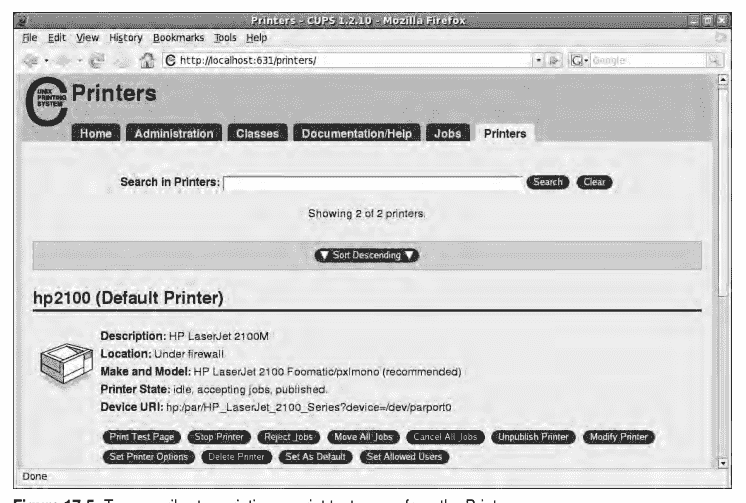 Printers - CUPS 1.2.10 - Mozilla Firefox
File Edit View History Bookmarks Tools Help
http://localhost:631/printers/
G Google
UNIX PRINTING SYSTEM
Printers
Home Administration Classes Documentation/Help Jobs Printers
Search in Printers: Search Clear
Showing 2 of 2 printers.
▼ Sort Descending ▼
hp2100 (Default Printer)
Description: HP LaserJet 2100M
Location: Under firewall
Make and Model: HP LaserJet 2100 Foomatic/pxlmono (recommended)
Printer State: idle, accepting jobs, published.
Device URI: hp:/par/HP_LaserJet_2100_Series?device=/dev/parport0
Print Test Page Stop Printer Reject Jobs Move All Jobs Cancel All Jobs Unpublish Printer Modify Printer
Set Printer Options Delete Printer Set As Default Set Allowed Users
Done